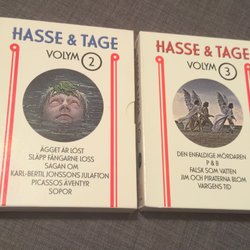 HASSE & TAGE
VOLYM 2
ÄGGET ÄR LÖST
SLÄPP FÅNGARNE LOSS
SAGAN OM
KARL-BERTIL JONSSONS JULAFTON
PICASSOS ÄVENTYR
SOPOR
HASSE & TAGE
VOLYM 3
DEN ENFALDIGE MÖRDAREN
P & B
FALSK SOM VATTEN
JIM OCH PIRATERNA BLOM
VARGENS TID